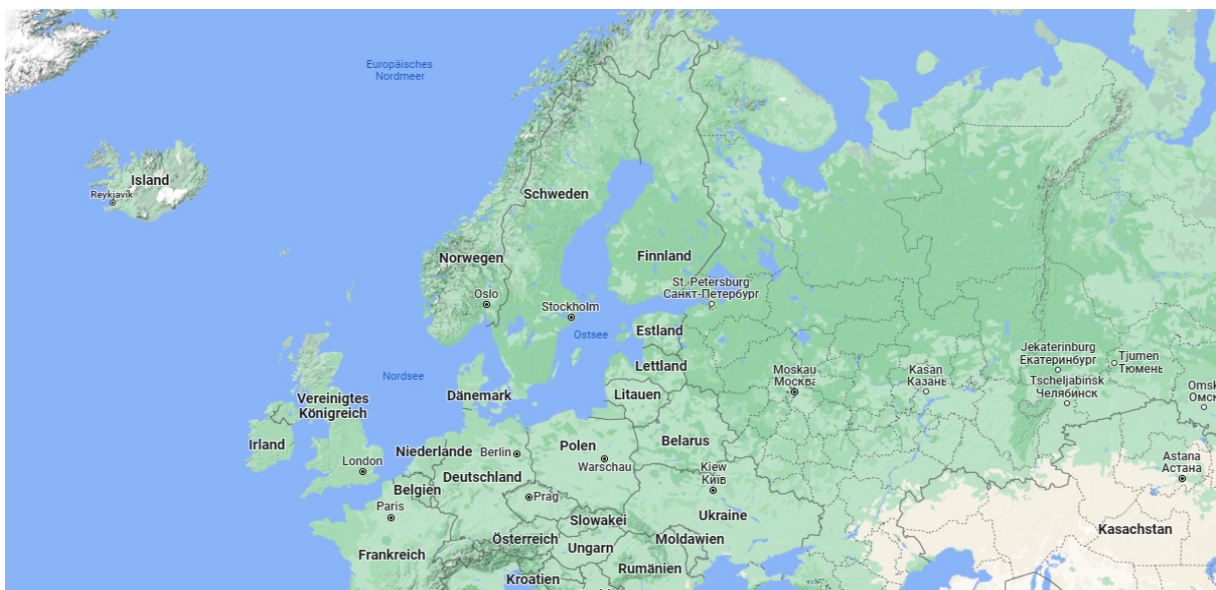 Europäisches
Nordmeer
Island
Reykjavík
Schweden
Norwegen
Finnland
Oslo
St. Petersburg
Санкт-Петербург
Stockholm
Ostsee
Estland
Jekaterinburg
Екатеринбург
Tjumen
Тюмень
Lettland
Moskau
Москва
Kasan
Казань
Nordsee
Tscheljabinsk
Челябинск
Dänemark
Litauen
Vereinigtes
Königreich
Belarus
Irland
Niederlande
Berlin
Polen
London
Warschau
Kiew
Київ
Astana
Астана
Deutschland
Belgien
Prag
Paris
Ukraine
Slowakei
Kasachstan
Österreich
Moldawien
Frankreich
Ungarn
Rumänien
Kroatien